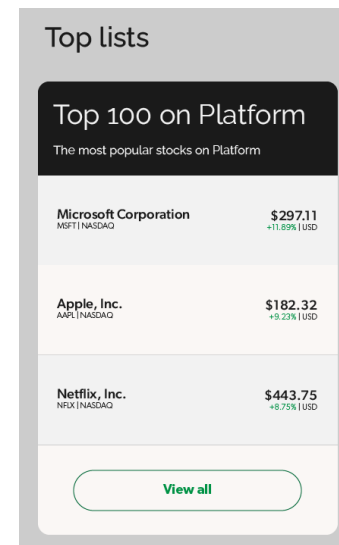 Top lists
Top 100 on Platform
The most popular stocks on Platform
Microsoft Corporation
$297.11
MSFT | NASDAQ
+11.89% | USD
Apple, Inc.
$182.32
AAPL | NASDAQ
+9.23% | USD
Netflix, Inc.
$443.75
NFLX | NASDAQ
+8.75% | USD
View all